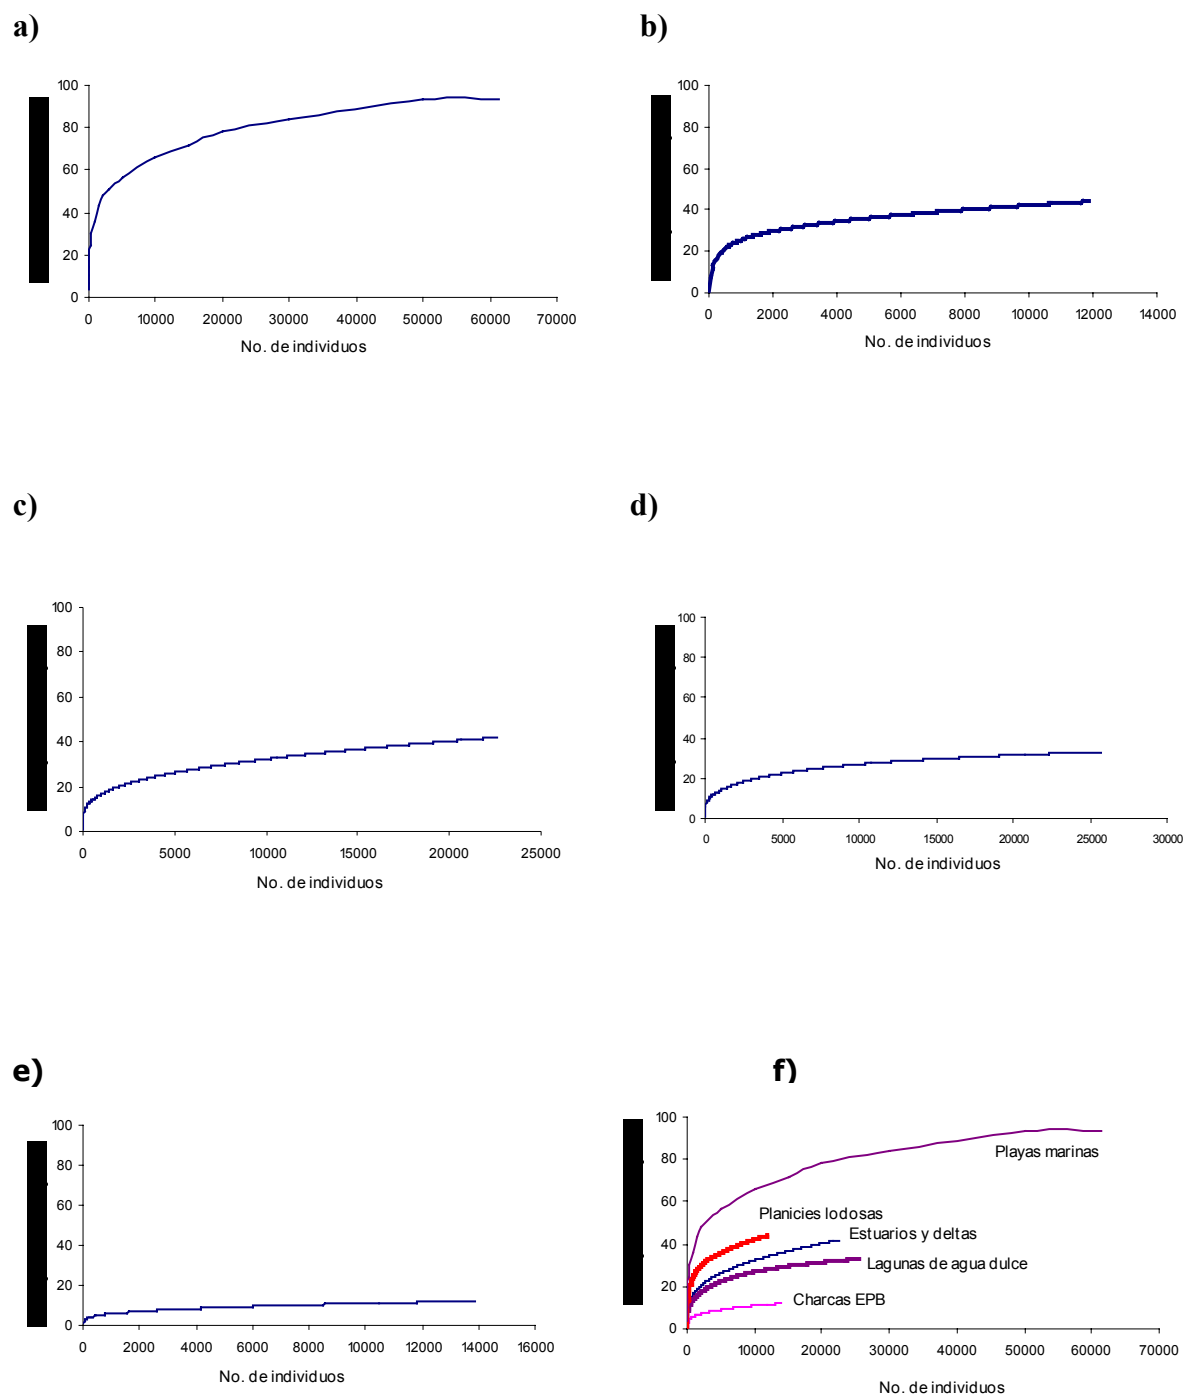 a)
100
80
60
40
20
0
0 10000 20000 30000 40000 50000 60000 70000
No. de individuos
b)
100
80
60
40
20
0
0 2000 4000 6000 8000 10000 12000 14000
No. de individuos
c)
100
80
60
40
20
0
0 5000 10000 15000 20000 25000
No. de individuos
d)
100
80
60
40
20
0
0 5000 10000 15000 20000 25000 30000
No. de individuos
e)
100
80
60
40
20
0
0 2000 4000 6000 8000 10000 12000 14000 16000
No. de individuos
f)
100
80
60
40
20
0
Playas marinas
Planicies lodosas
Estuarios y deltas
Lagunas de agua dulce
Charcas EPB
0 10000 20000 30000 40000 50000 60000 70000
No. de individuos